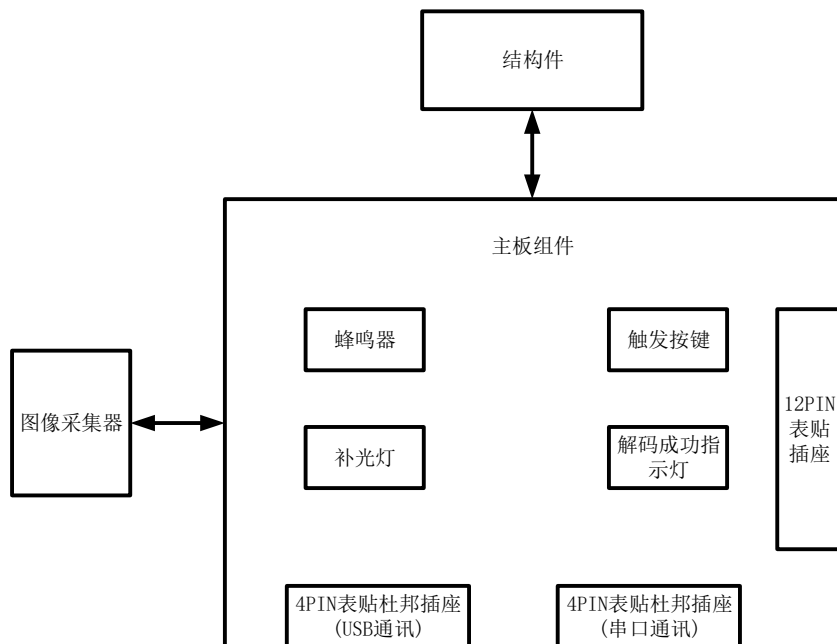 结构件
主板组件
蜂鸣器
触发按键
12PIN
表贴
插座
图像采集器
补光灯
解码成功指
示灯
4PIN表贴杜邦插座
(USB通讯)
4PIN表贴杜邦插座
(串口通讯)